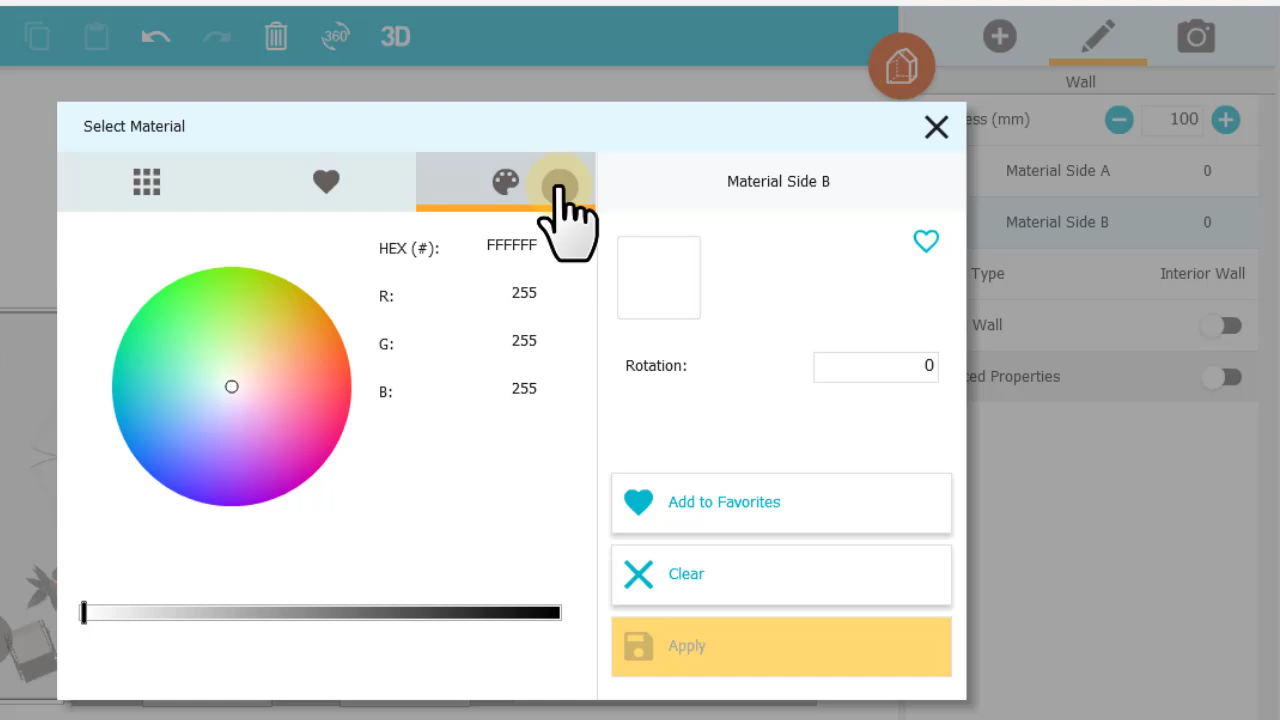 360
3D
Wall
Select Material
ess (mm)
100
Material Side B
Material Side A
0
Material Side B
0
HEX (#):
FFFFFF
R:
255
G:
255
B:
255
Type
Interior Wall
Wall
Rotation:
0
ced Properties
Add to Favorites
Clear
Apply